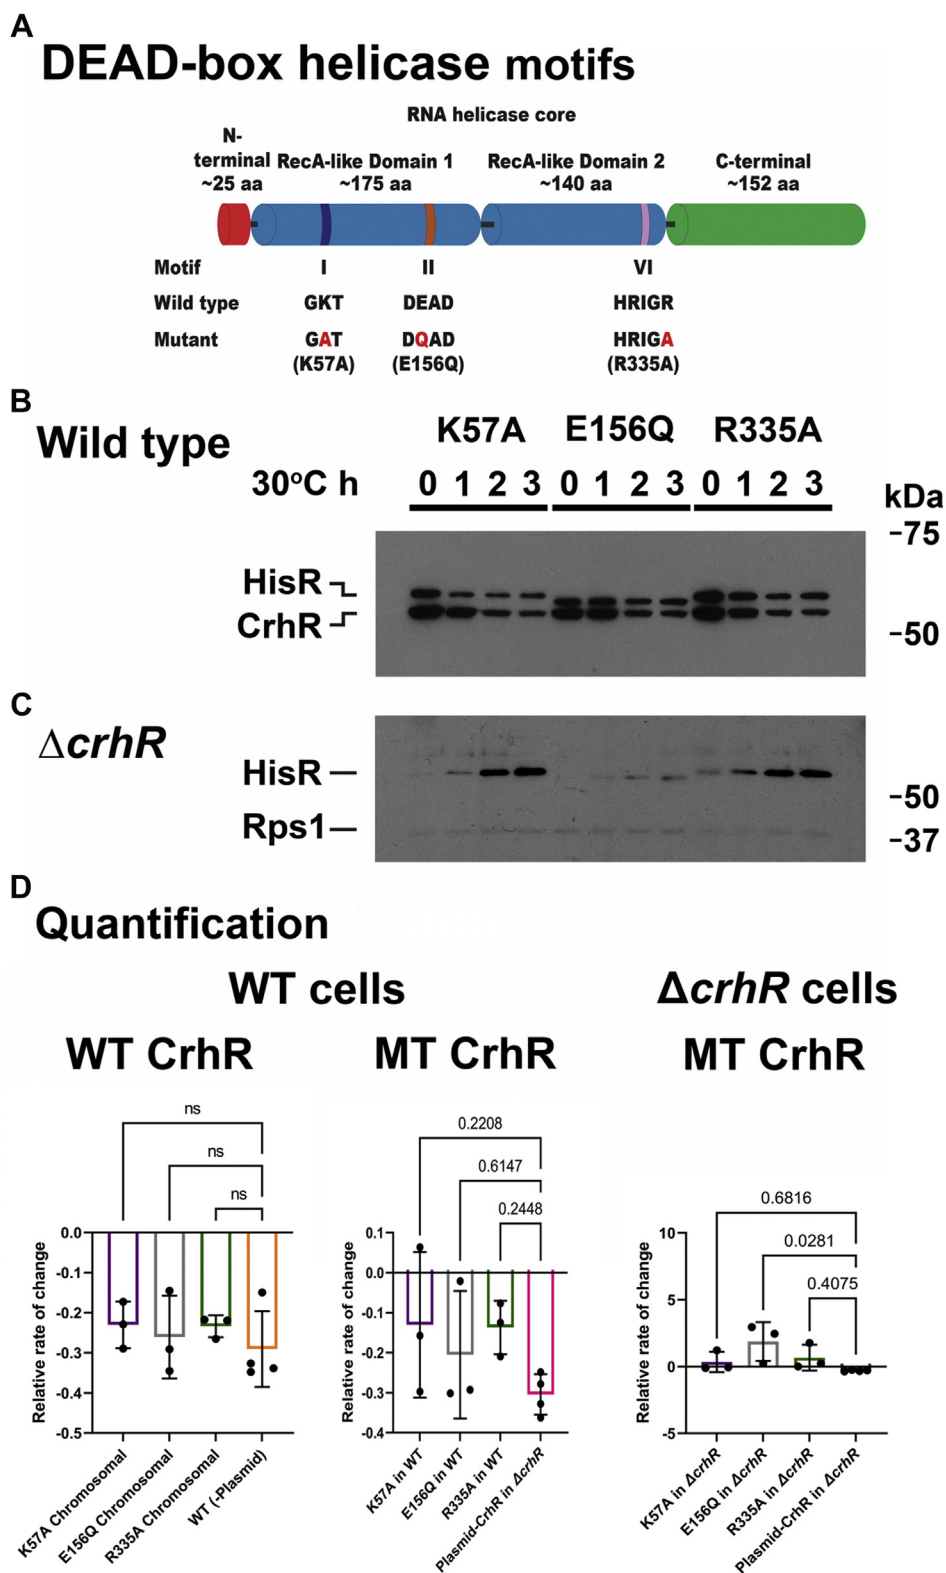 A
DEAD-box helicase motifs
RNA helicase core
N-
terminal
~25 aa
RecA-like Domain 1
~175 aa
RecA-like Domain 2
~140 aa
C-terminal
~152 aa
Motif I II VI
Wild type GKT DEAD HRIGR
Mutant GAT DQAD HRIGA
(K57A) (E156Q) (R335A)
B
Wild type
K57A E156Q R335A
30°C h 0 1 2 3 0 1 2 3 0 1 2 3
kDa
-75
HisR
CrhR
-50
C
ΔcrhR
HisR
-50
Rps1
-37
D
Quantification
WT cells
ΔcrhR cells
WT CrhR
MT CrhR
MT CrhR
ns
ns
ns
Relative rate of change
0.0
-0.1
-0.2
-0.3
-0.4
-0.5
K57A Chromosomal
E156Q Chromosomal
R335A Chromosomal
WT (-Plasmid)
0.2208
0.6147
0.2448
Relative rate of change
0.1
0.0
-0.1
-0.2
-0.3
-0.4
K57A in WT
E156Q in WT
R335A in WT
Plasmid-CrhR in ΔcrhR
0.6816
0.0281
0.4075
Relative rate of change
10
5
0
-5
K57A in ΔcrhR
E156Q in ΔcrhR
R335A in ΔcrhR
Plasmid-CrhR in ΔcrhR